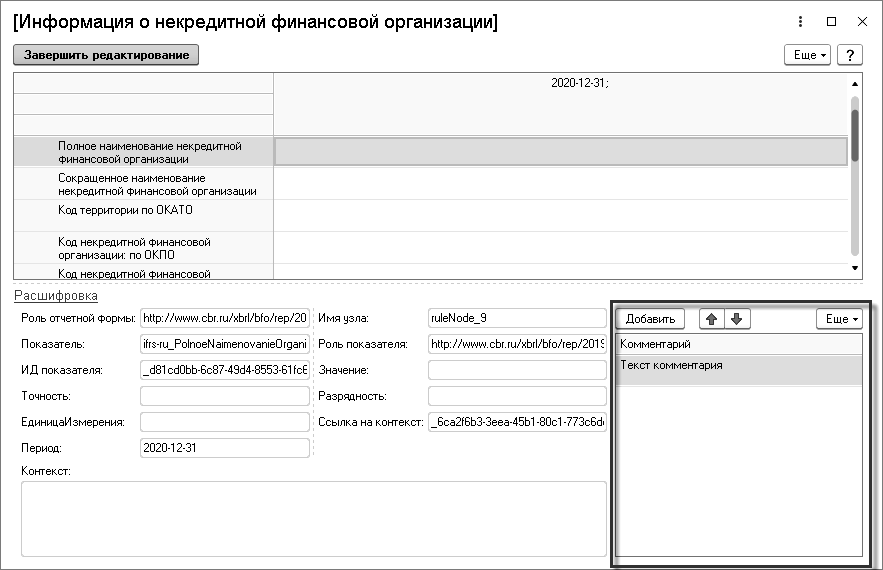 [Информация о некредитной финансовой организации]
Завершить редактирование
Еще
?
2020-12-31;
Полное наименование некредитной
финансовой организации
Сокращенное наименование
некредитной финансовой организации
Код территории по ОКАТО
Код некредитной финансовой
организации: по ОКПО
Код некредитной финансовой
Расшифровка
Роль отчетной формы: http://www.cbr.ru/xbrl/bfo/rep/20
Имя узла: ruleNode_9
Показатель: ifrs-ru_PolnoeNaimenovanieOrgani
Роль показателя: http://www.cbr.ru/xbrl/bfo/rep/2019
ИД показателя: _d81cd0bb-6c87-49d4-8553-61fc6
Значение:
Точность:
Разрядность:
ЕдиницаИзмерения:
Ссылка на контекст: _6ca2f6b3-3eea-45b1-80c1-773c6d
Период: 2020-12-31
Контекст:
Добавить
Еще
Комментарий
Текст комментария